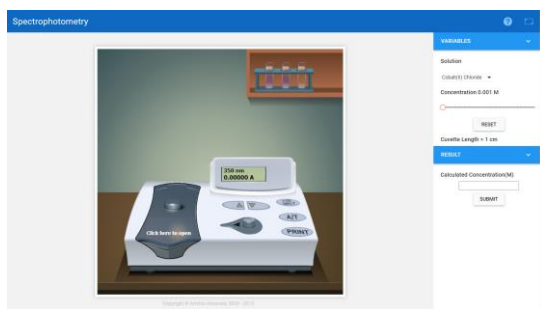 Spectrophotometry
VARIABLES
Solution
Cobalt(II) Chloride
Concentration 0.001 M
RESET
Cuvette Length = 1 cm
RESULT
Calculated Concentration(M)
SUBMIT
350 nm
0.00000 A
A/T
PRINT
Click here to open